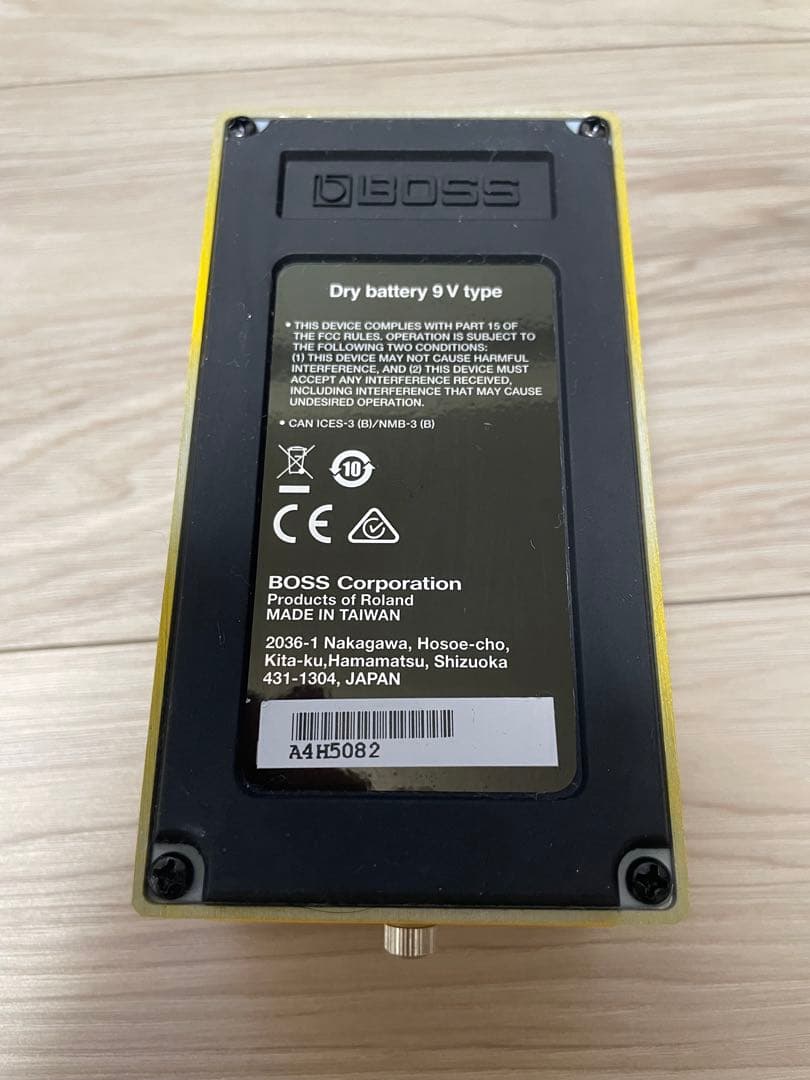 BOSS
Dry battery 9 V type
• THIS DEVICE COMPLIES WITH PART 15 OF
THE FCC RULES. OPERATION IS SUBJECT TO
THE FOLLOWING TWO CONDITIONS:
(1) THIS DEVICE MAY NOT CAUSE HARMFUL
INTERFERENCE, AND (2) THIS DEVICE MUST
ACCEPT ANY INTERFERENCE RECEIVED,
INCLUDING INTERFERENCE THAT MAY CAUSE
UNDESIRED OPERATION.
• CAN ICES-3 (B)/NMB-3 (B)
10
CE
BOSS Corporation
Products of Roland
MADE IN TAIWAN
2036-1 Nakagawa, Hosoe-cho,
Kita-ku,Hamamatsu, Shizuoka
431-1304, JAPAN
A4H5082